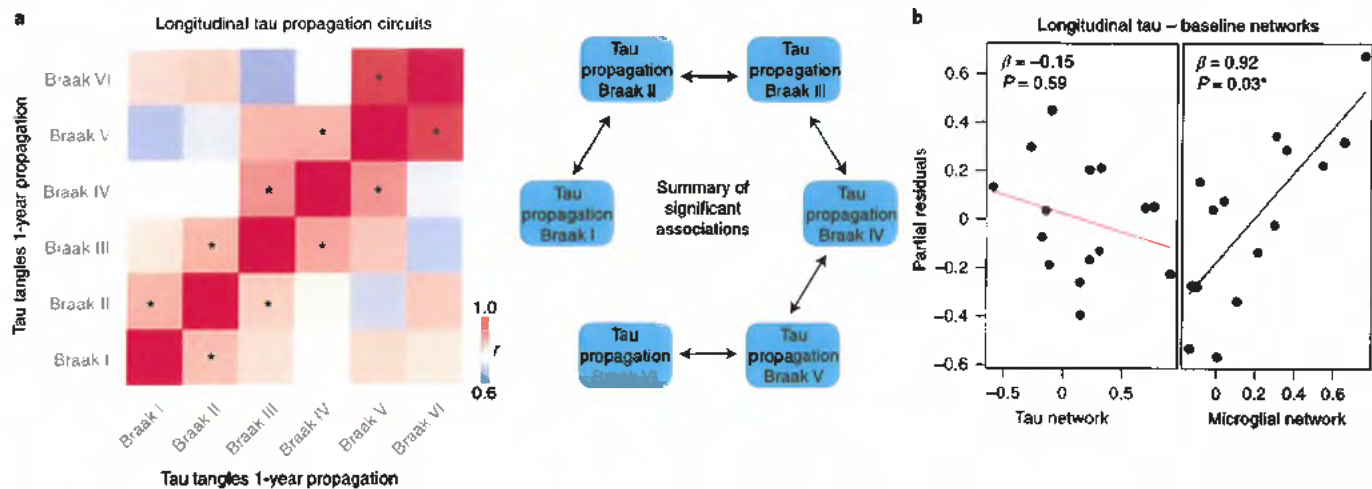 a
Longitudinal tau propagation circuits
Tau tangles 1-year propagation
Braak VI
Braak V
Braak IV
Braak III
Braak II
Braak I
* 
* *
* *
* *
* *
*
1.0
r
0.6
Braak I
Braak II
Braak III
Braak IV
Braak V
Braak VI
Tau tangles 1-year propagation
Tau
propagation
Braak II
Tau
propagation
Braak III
Tau
propagation
Braak I
Summary of
significant
associations
Tau
propagation
Braak IV
Tau
propagation
Braak VI
Tau
propagation
Braak V
b
Longitudinal tau – baseline networks
Partial residuals
0.6
0.4
0.2
0
−0.2
−0.4
−0.6
β = −0.15
P = 0.59
−0.5
0
0.5
Tau network
β = 0.92
P = 0.03*
0
0.2
0.4
0.6
Microglial network